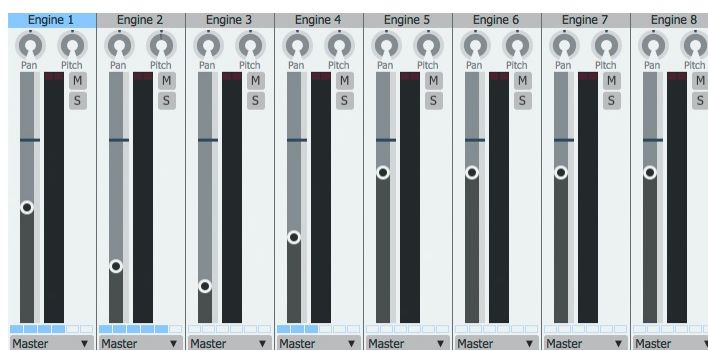 Engine 1 Engine 2 Engine 3 Engine 4 Engine 5 Engine 6 Engine 7 Engine 8
Pan Pitch Pan Pitch Pan Pitch Pan Pitch Pan Pitch Pan Pitch Pan Pitch Pan Pitch
M M M M M M M M
S S S S S S S S
Master Master Master Master Master Master Master Master